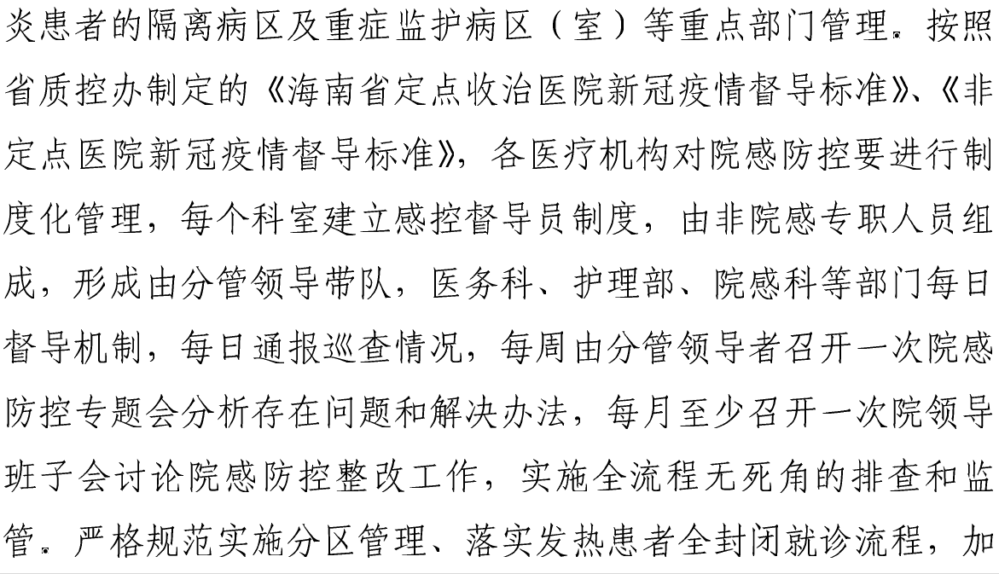 炎患者的隔离病区及重症监护病区（室）等重点部门管理。按照
省质控办制定的《海南省定点收治医院新冠疫情督导标准》、《非
定点医院新冠疫情督导标准》，各医疗机构对院感防控要进行制
度化管理，每个科室建立感控督导员制度，由非院感专职人员组
成，形成由分管领导带队，医务科、护理部、院感科等部门每日
督导机制，每日通报巡查情况，每周由分管领导者召开一次院感
防控专题会分析存在问题和解决办法，每月至少召开一次院领导
班子会讨论院感防控整改工作，实施全流程无死角的排查和监
管。严格规范实施分区管理、落实发热患者全封闭就诊流程，加